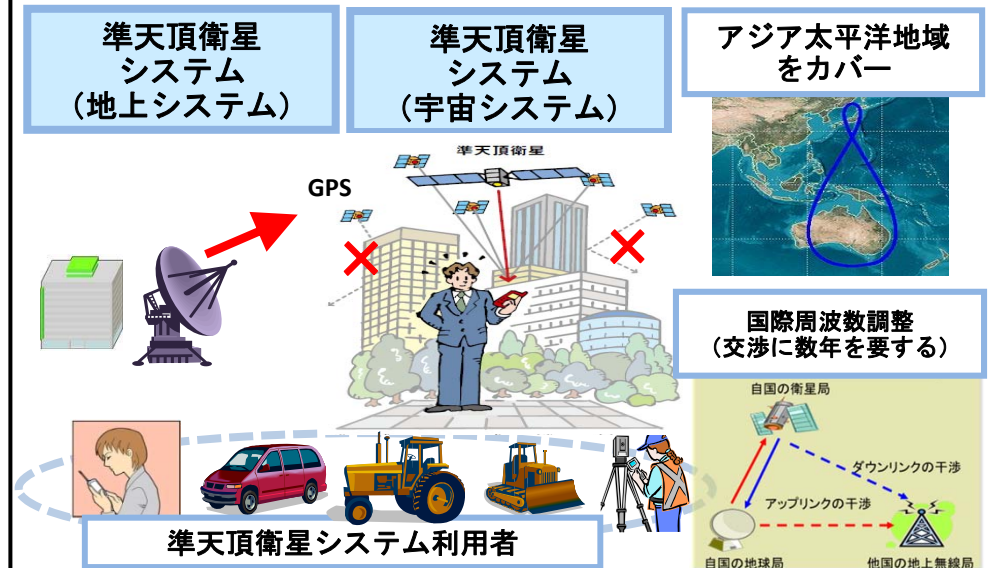 準天頂衛星
システム
（地上システム）
準天頂衛星
システム
（宇宙システム）
アジア太平洋地域
をカバー
準天頂衛星
GPS
国際周波数調整
（交渉に数年を要する）
自国の衛星局
ダウンリンクの干渉
アップリンクの干渉
自国の地球局
他国の地上無線局
準天頂衛星システム利用者